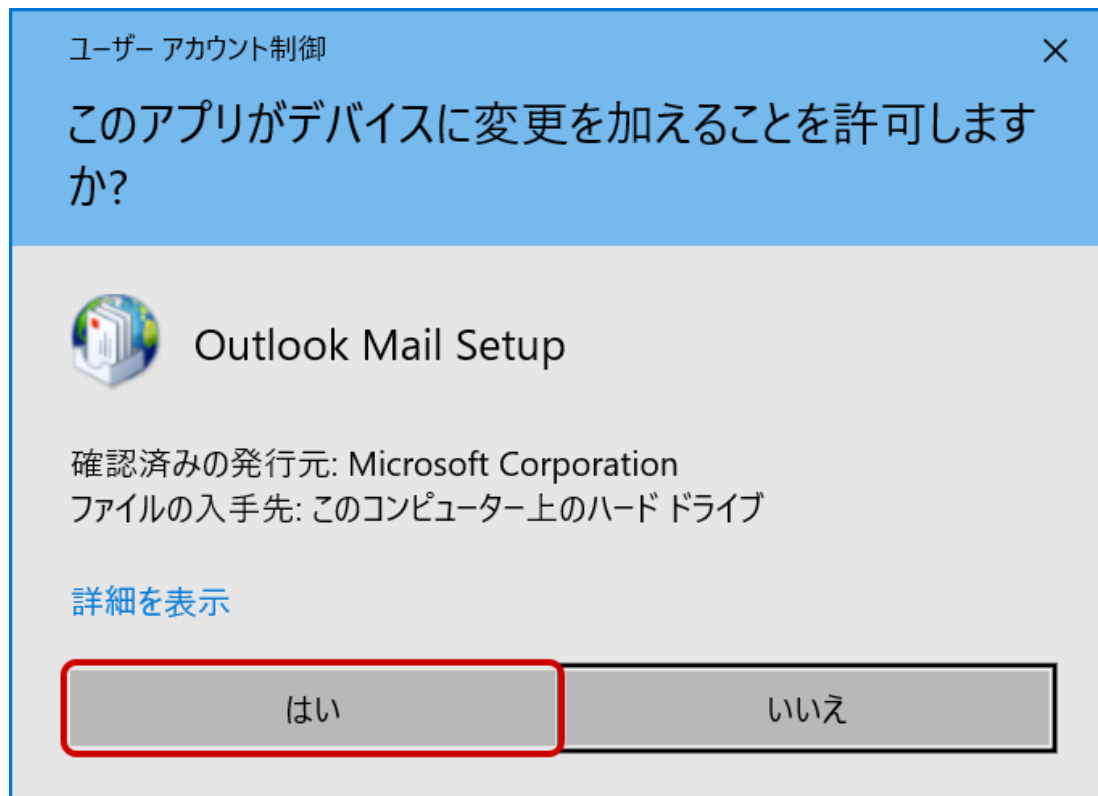 ユーザー アカウント制御
このアプリがデバイスに変更を加えることを許可します
か?
Outlook Mail Setup
確認済みの発行元: Microsoft Corporation
ファイルの入手先: このコンピューター上のハード ドライブ
詳細を表示
はい
いいえ